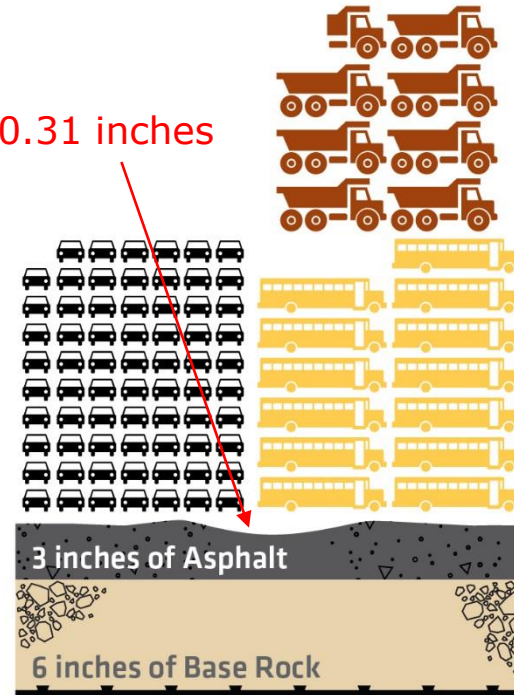 0.31 inches
3 inches of Asphalt
6 inches of Base Rock